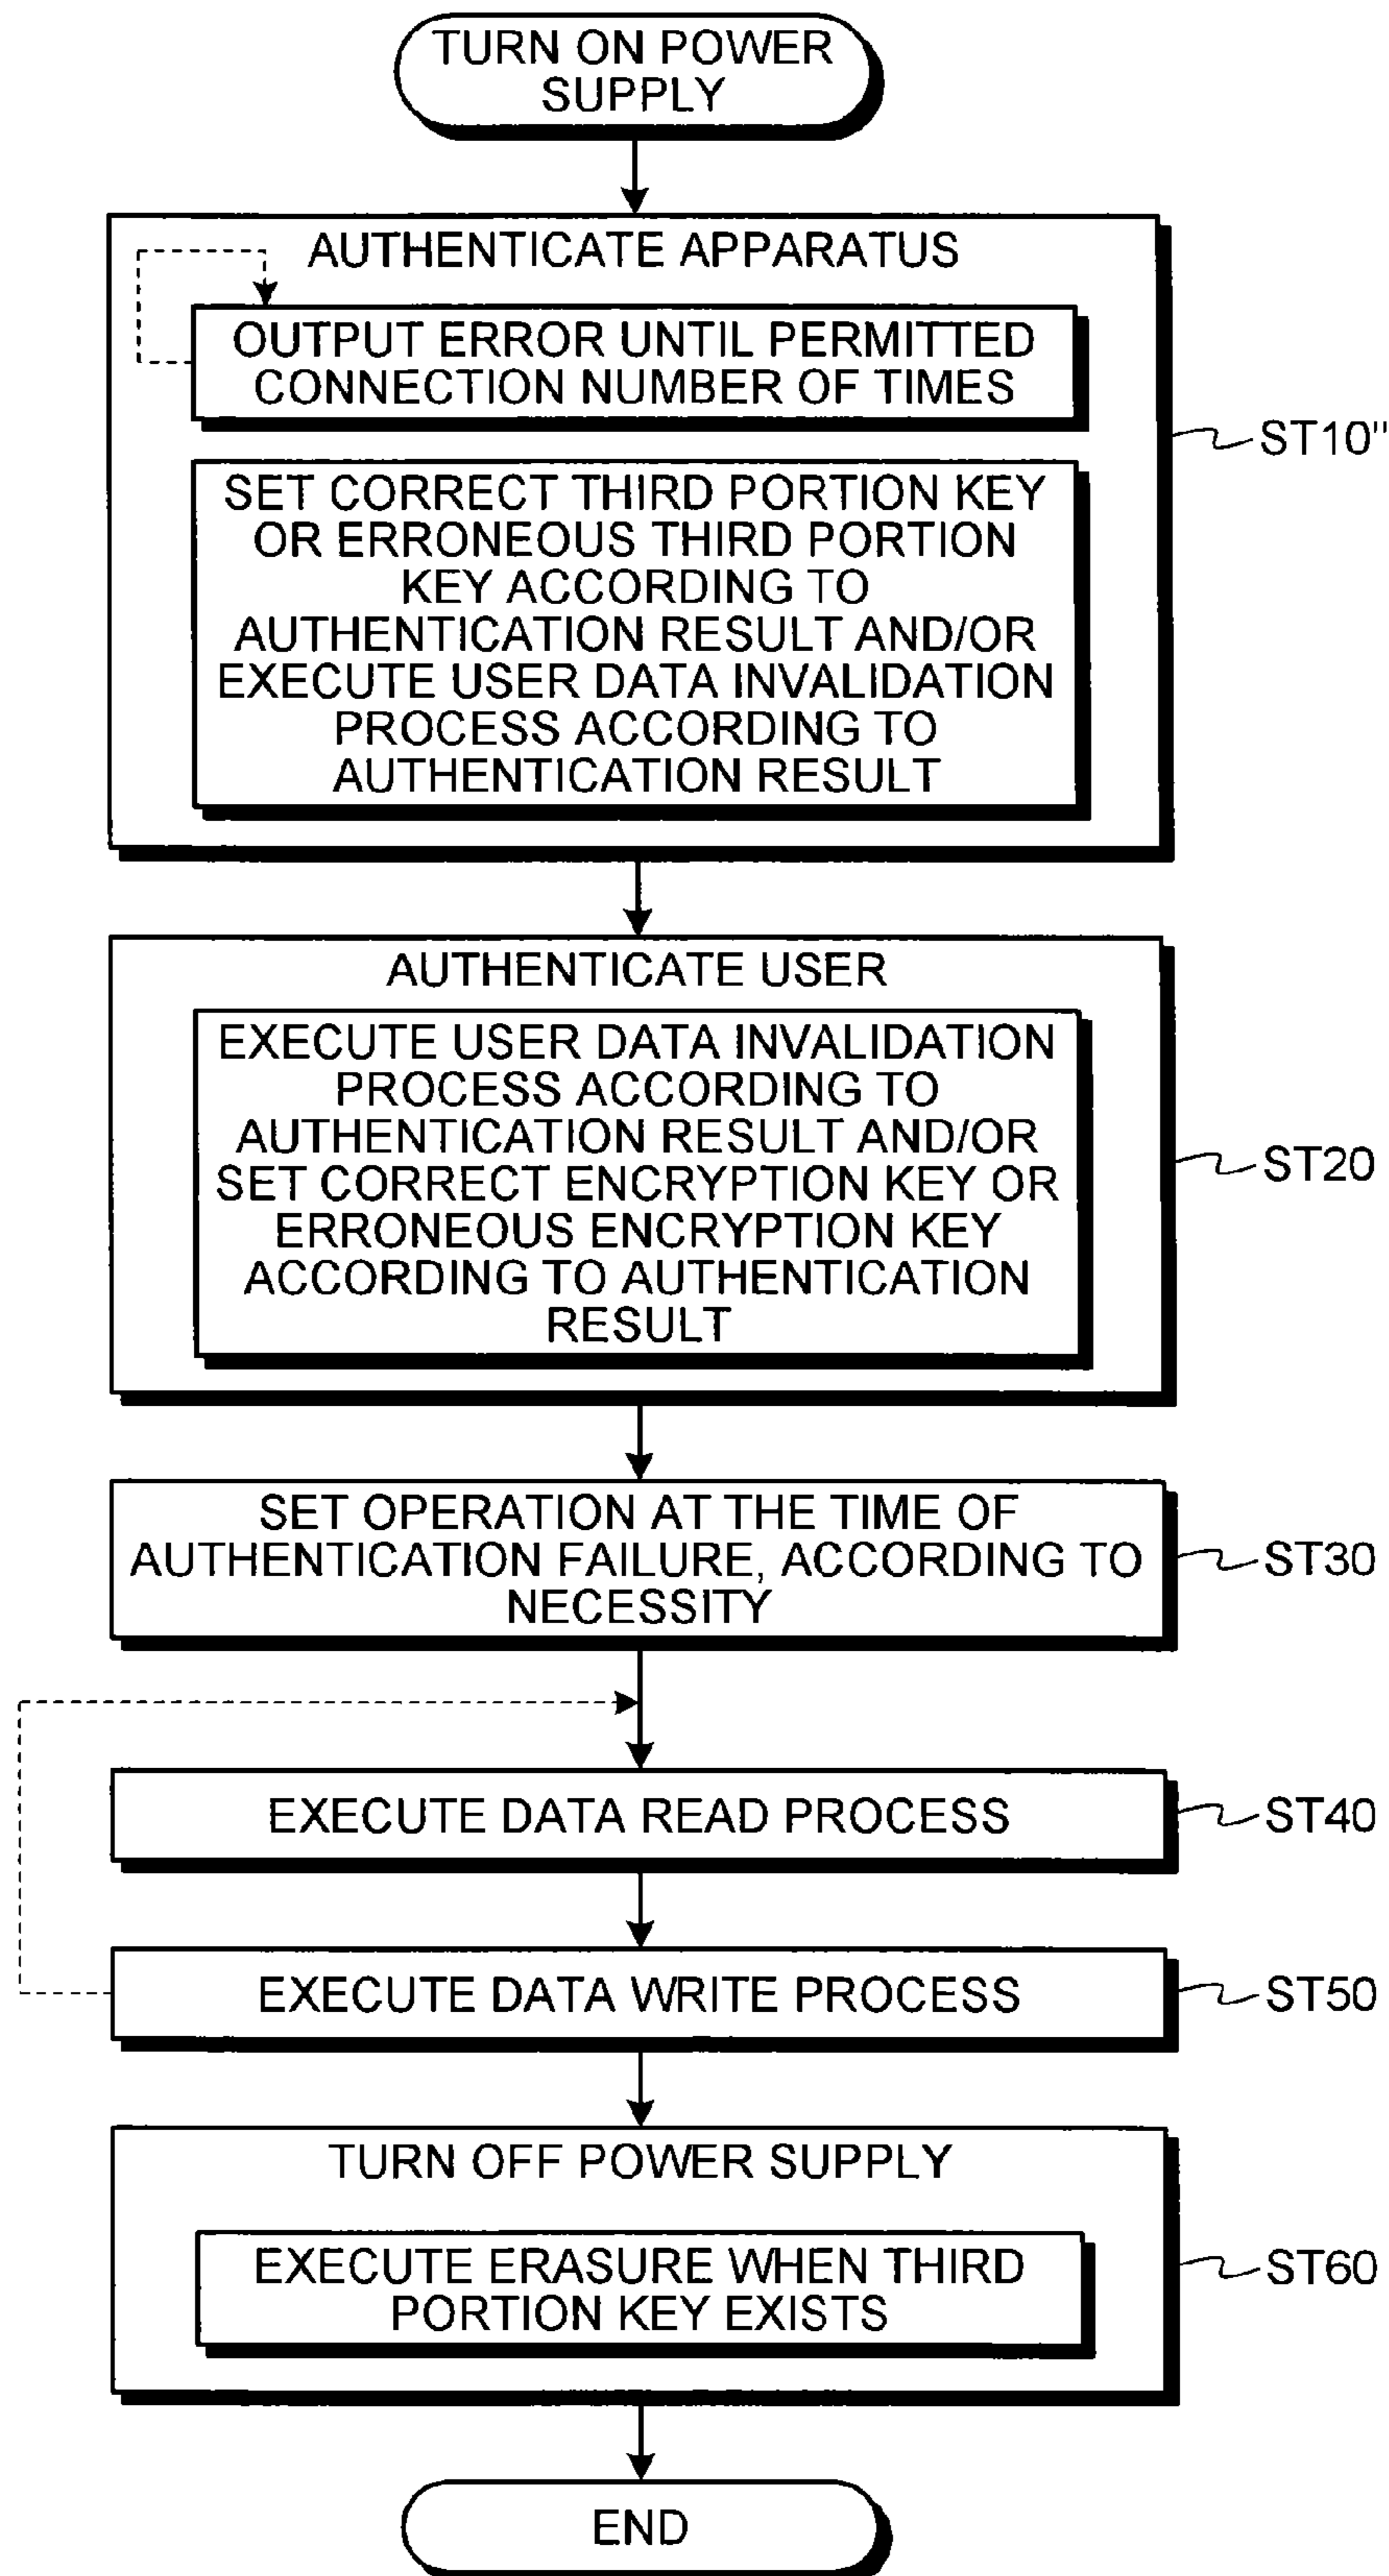 TURN ON POWER
SUPPLY
AUTHENTICATE APPARATUS
OUTPUT ERROR UNTIL PERMITTED
CONNECTION NUMBER OF TIMES
ST10"
SET CORRECT THIRD PORTION KEY
OR ERRONEOUS THIRD PORTION
KEY ACCORDING TO
AUTHENTICATION RESULT AND/OR
EXECUTE USER DATA INVALIDATION
PROCESS ACCORDING TO
AUTHENTICATION RESULT
AUTHENTICATE USER
EXECUTE USER DATA INVALIDATION
PROCESS ACCORDING TO
AUTHENTICATION RESULT AND/OR
SET CORRECT ENCRYPTION KEY OR
ERRONEOUS ENCRYPTION KEY
ACCORDING TO AUTHENTICATION
RESULT
ST20
SET OPERATION AT THE TIME OF
AUTHENTICATION FAILURE, ACCORDING TO
NECESSITY
ST30
EXECUTE DATA READ PROCESS
ST40
EXECUTE DATA WRITE PROCESS
ST50
TURN OFF POWER SUPPLY
EXECUTE ERASURE WHEN THIRD
PORTION KEY EXISTS
ST60
END